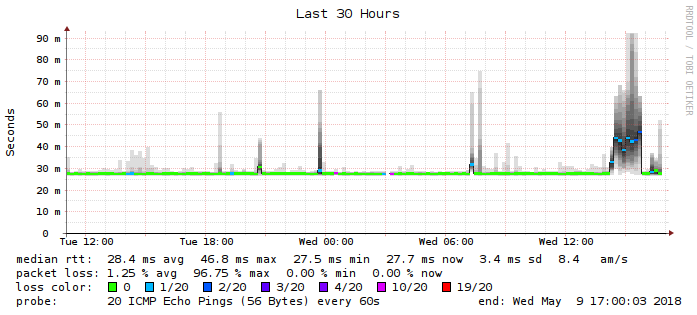 Last 30 Hours
RRDTOOL / TOBI OETIKER
Seconds
90 m
80 m
70 m
60 m
50 m
40 m
30 m
20 m
10 m
0
Tue 12:00 Tue 18:00 Wed 00:00 Wed 06:00 Wed 12:00
median rtt: 28.4 ms avg 46.8 ms max 27.5 ms min 27.7 ms now 3.4 ms sd 8.4 am/s
packet loss: 1.25 % avg 96.75 % max 0.00 % min 0.00 % now
loss color: 0 1/20 2/20 3/20 4/20 10/20 19/20
probe: 20 ICMP Echo Pings (56 Bytes) every 60s end: Wed May 9 17:00:03 2018